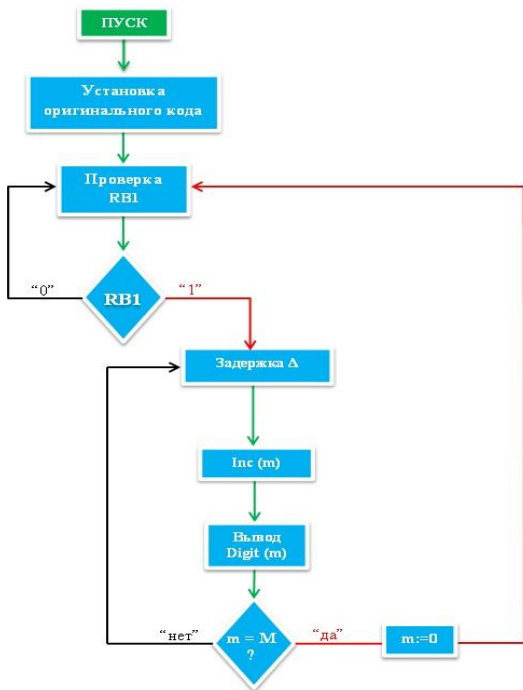 ПУСК
Установка
оригинального кода
Проверка
RB1
“0”
RB1
“1”
Задержка Δ
Inc (m)
Вывод
Digit (m)
“нет”
m = M
?
“да”
m:=0